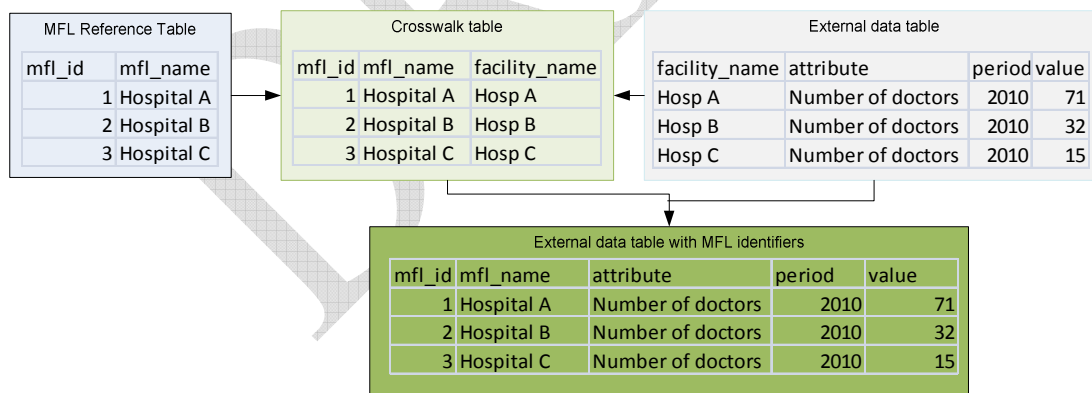 MFL Reference Table
mfl_id mfl_name
1 Hospital A
2 Hospital B
3 Hospital C
Crosswalk table
mfl_id mfl_name facility_name
1 Hospital A Hosp A
2 Hospital B Hosp B
3 Hospital C Hosp C
External data table
facility_name attribute period value
Hosp A Number of doctors 2010 71
Hosp B Number of doctors 2010 32
Hosp C Number of doctors 2010 15
External data table with MFL identifiers
mfl_id mfl_name attribute period value
1 Hospital A Number of doctors 2010 71
2 Hospital B Number of doctors 2010 32
3 Hospital C Number of doctors 2010 15